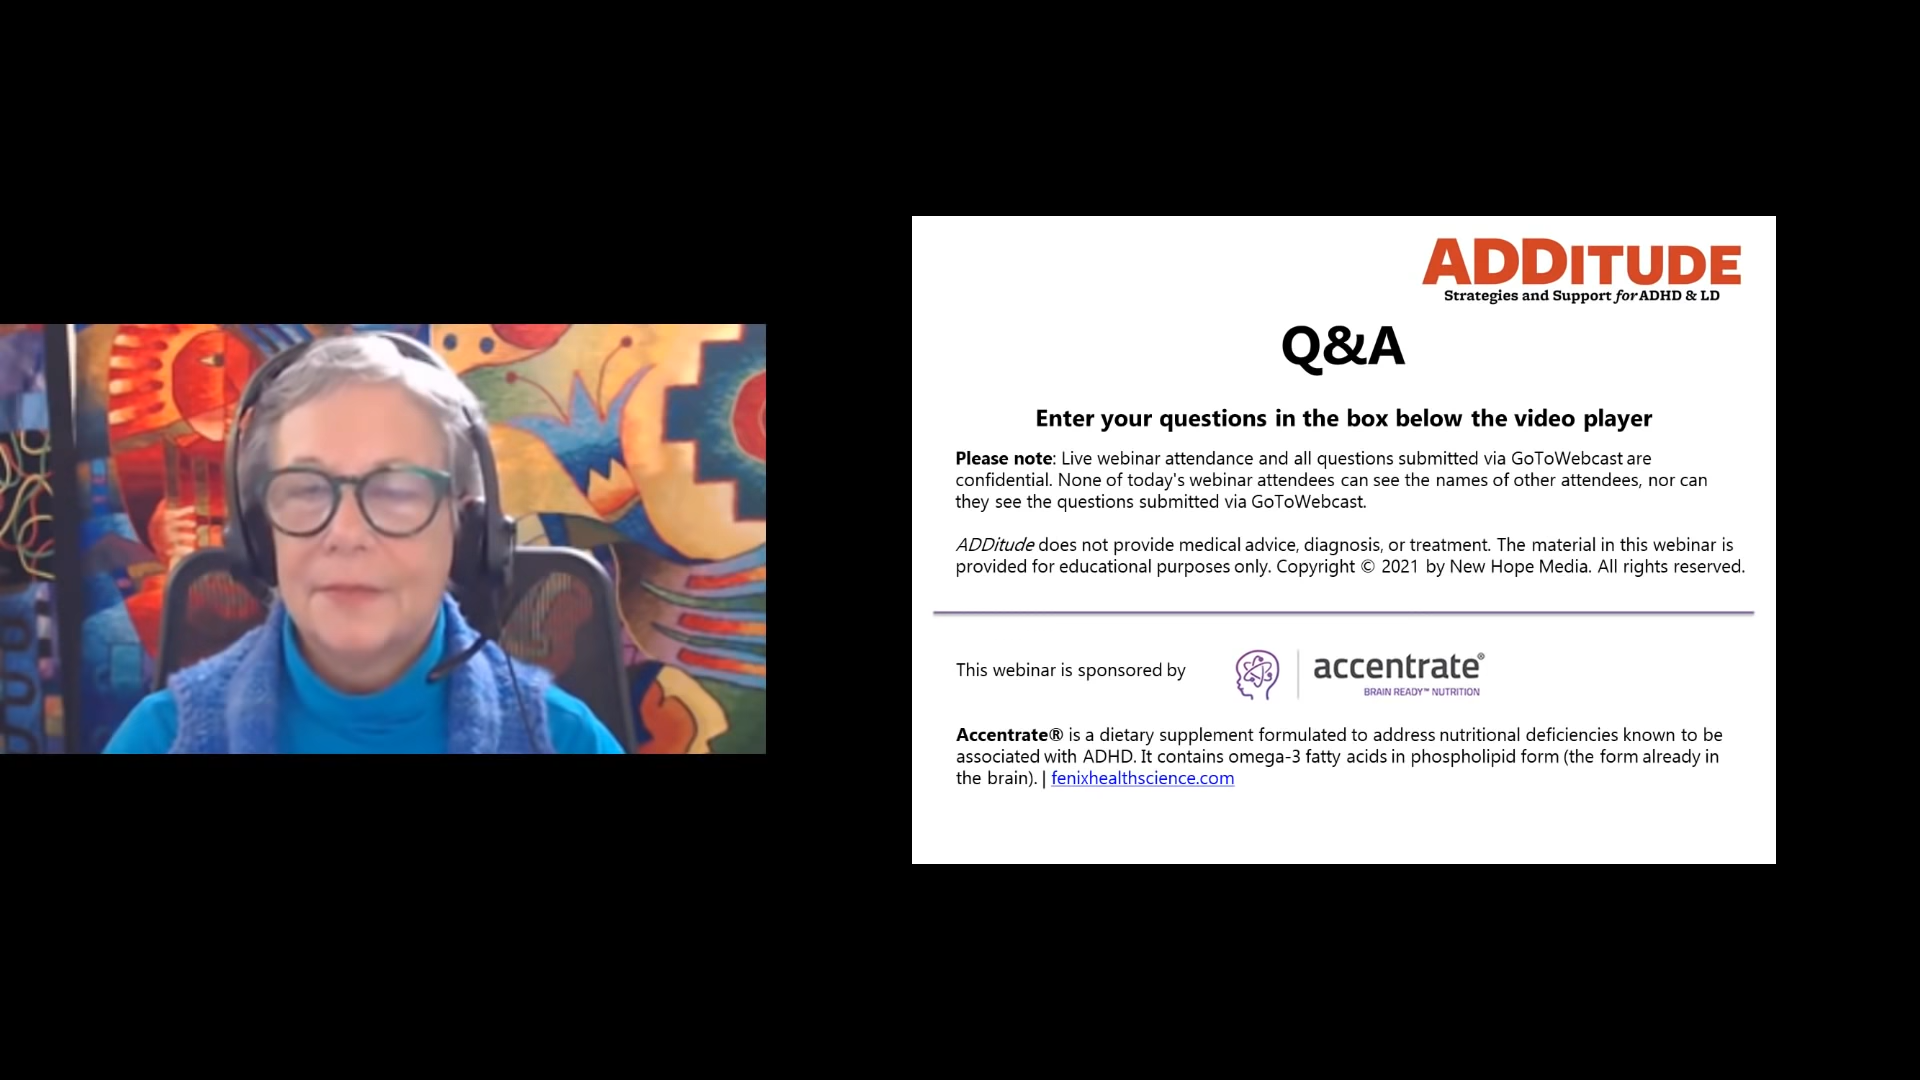 ADDITUDE
Strategies and Support for ADHD & LD
Q&A
Enter your questions in the box below the video player
Please note: Live webinar attendance and all questions submitted via GoToWebcast are
confidential. None of today's webinar attendees can see the names of other attendees, nor can
they see the questions submitted via GoToWebcast.
ADDitude does not provide medical advice, diagnosis, or treatment. The material in this webinar is
provided for educational purposes only. Copyright © 2021 by New Hope Media. All rights reserved.
This webinar is sponsored by
accentrate®
BRAIN READY™ NUTRITION
Accentrate® is a dietary supplement formulated to address nutritional deficiencies known to be
associated with ADHD. It contains omega-3 fatty acids in phospholipid form (the form already in
the brain). | fenixhealthscience.com